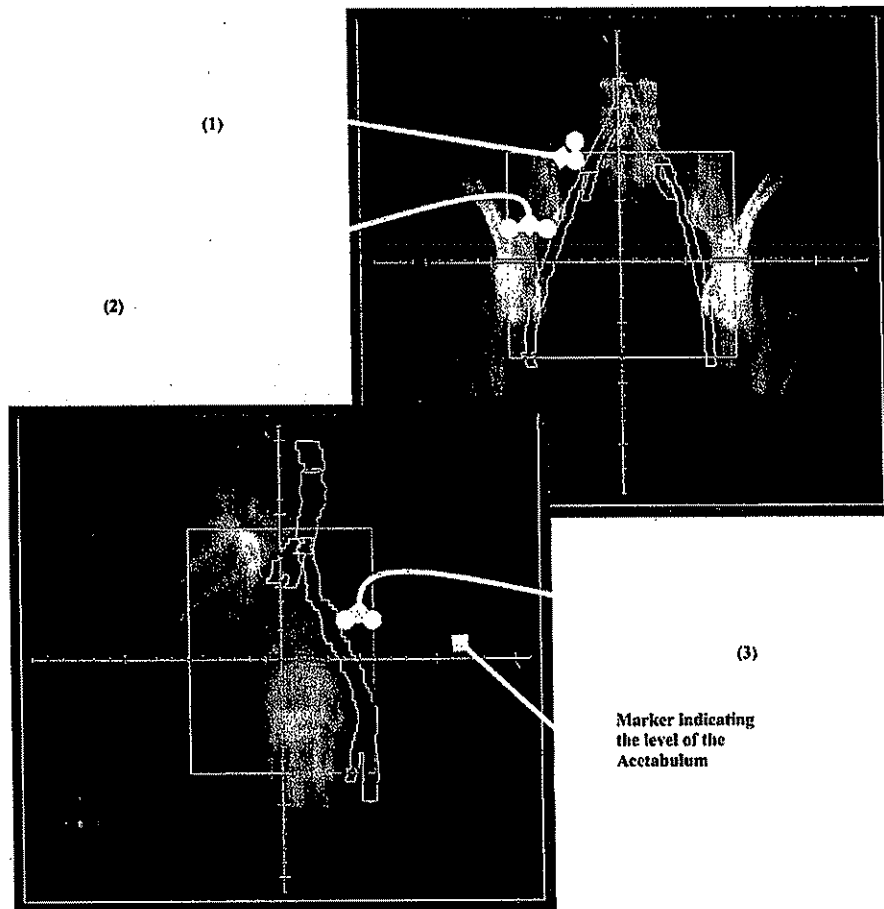 (1)
(2)
(3)
Marker indicating
the level of the
Acetabulum